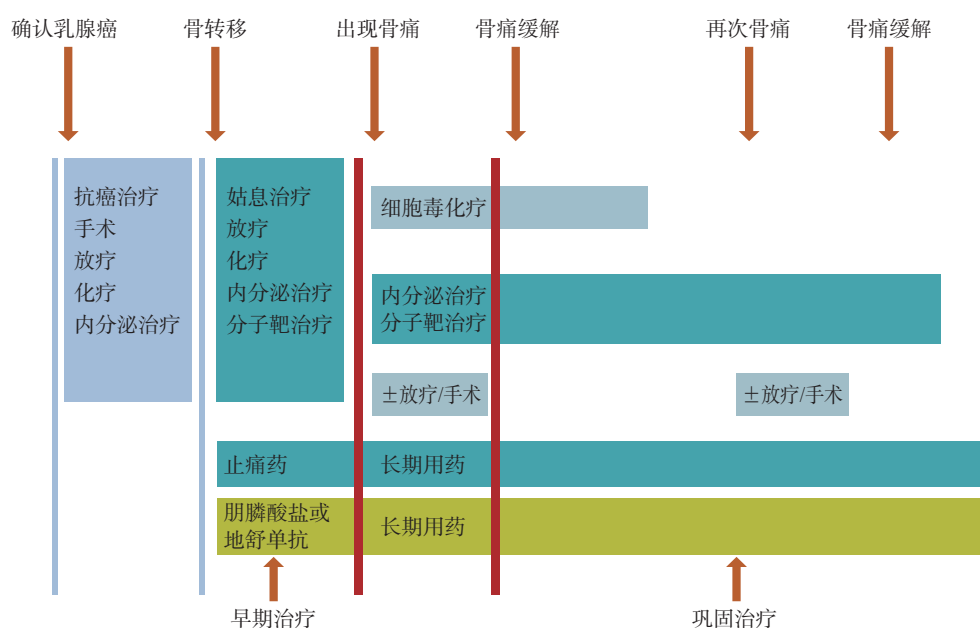 确认乳腺癌
骨转移
出现骨痛
骨痛缓解
再次骨痛
骨痛缓解
抗癌治疗
手术
放疗
化疗
内分泌治疗
姑息治疗
放疗
化疗
内分泌治疗
分子靶治疗
细胞毒化疗
内分泌治疗
分子靶治疗
±放疗/手术
±放疗/手术
止痛药
长期用药
朋膦酸盐或
地舒单抗
长期用药
早期治疗
巩固治疗